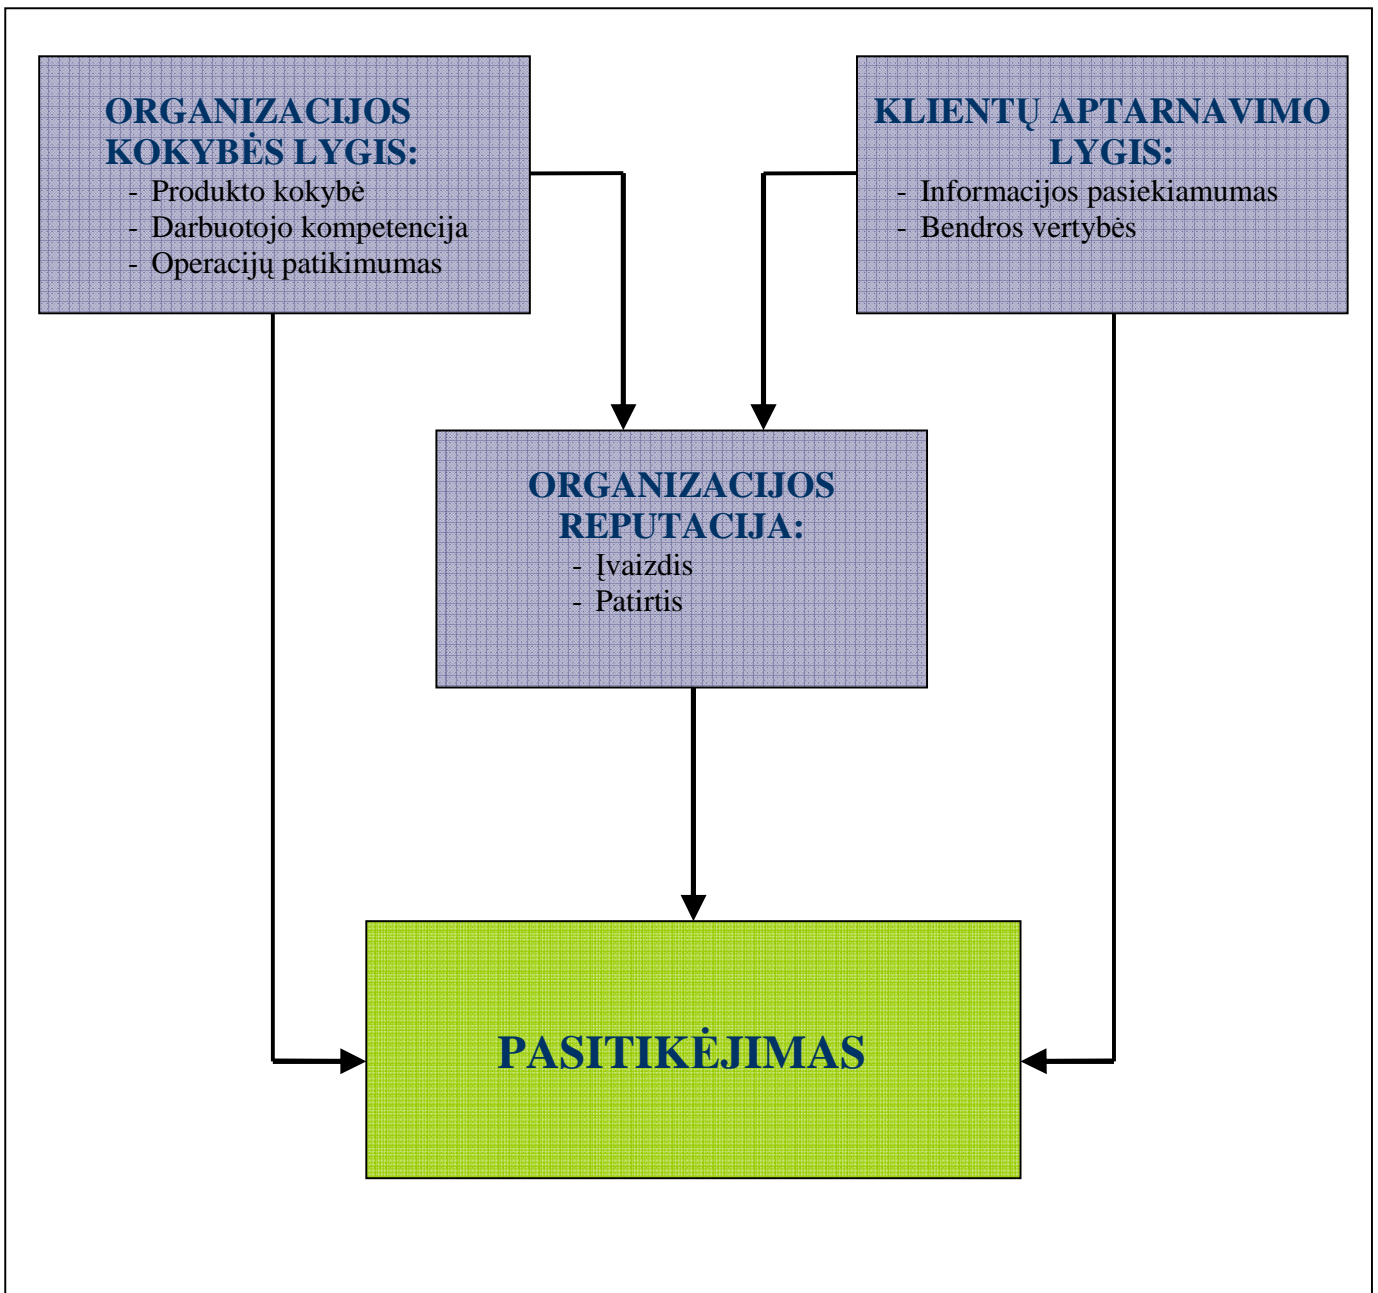 ORGANIZACIJOS
KOKYBĖS LYGIS:
- Produkto kokybė
- Darbuotojo kompetencija
- Operacijų patikimumas
KLIENTŲ APTARNAVIMO
LYGIS:
- Informacijos pasiekiamumas
- Bendros vertybės
ORGANIZACIJOS
REPUTACIJA:
- Įvaizdis
- Patirtis
PASITIKĖJIMAS